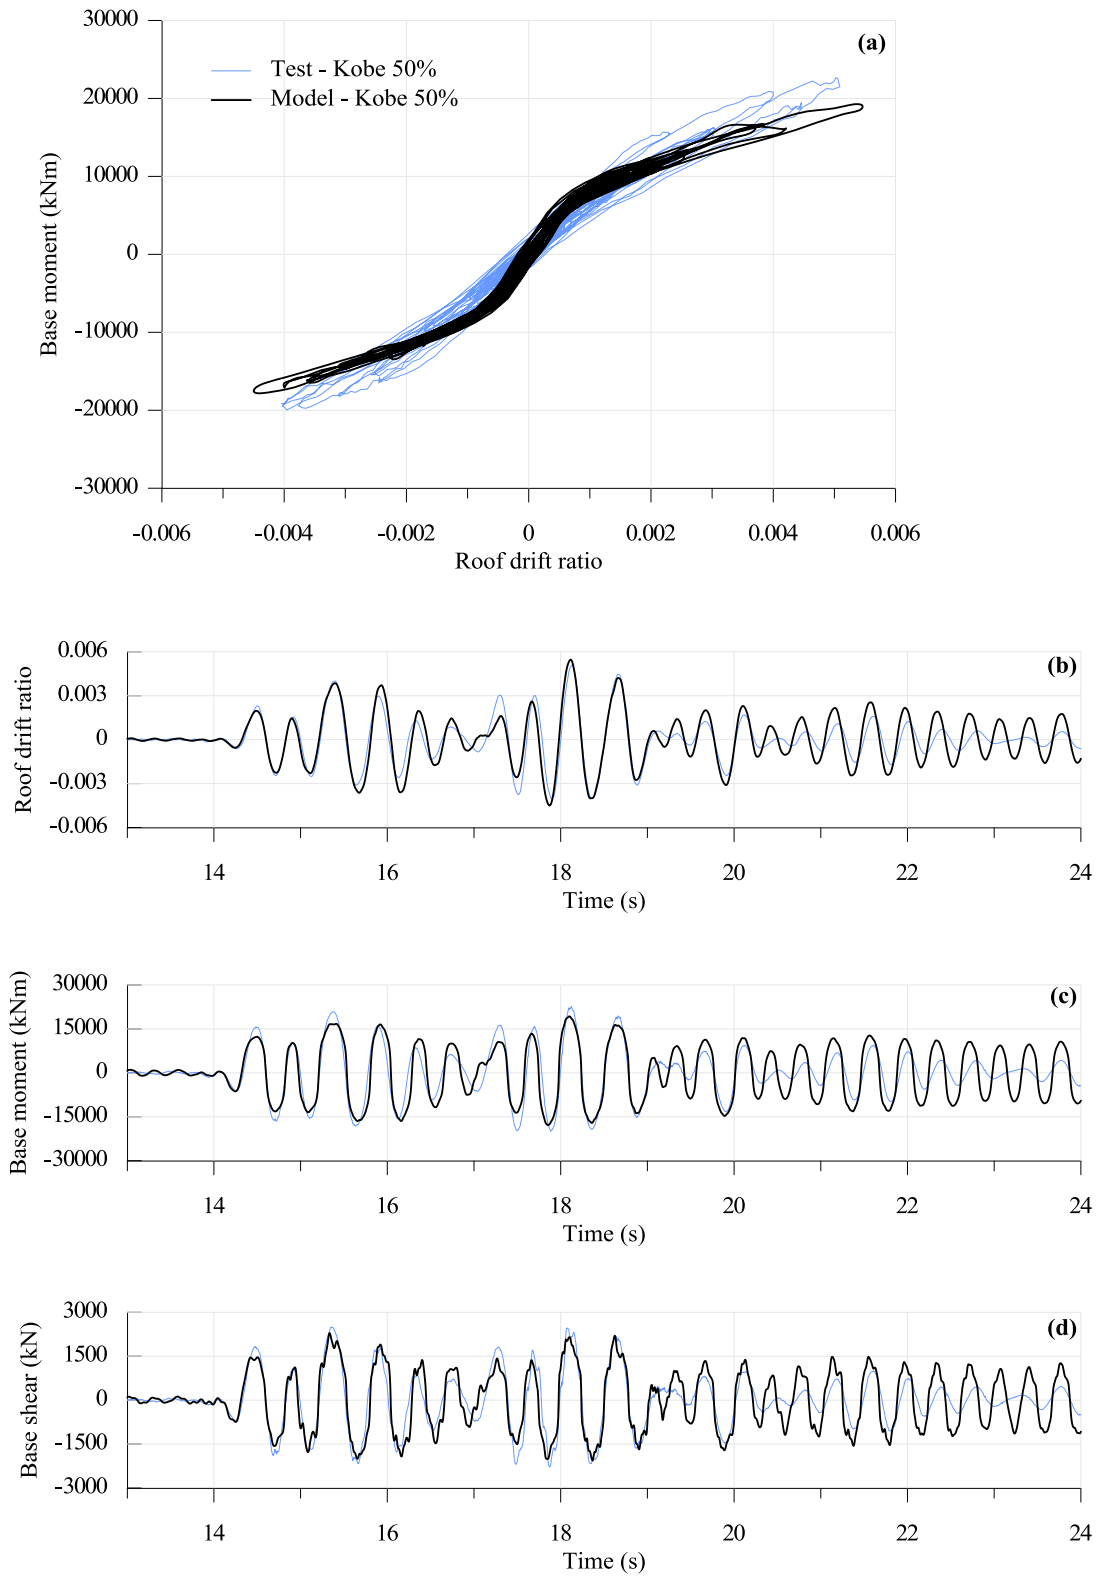 30000
(a)
Test - Kobe 50%
Model - Kobe 50%
20000
10000
0
-10000
-20000
-30000
Base moment (kNm)
-0.006 -0.004 -0.002 0 0.002 0.004 0.006
Roof drift ratio
0.006
0.003
0
-0.003
-0.006
Roof drift ratio
(b)
14 16 18 20 22 24
Time (s)
30000
15000
0
-15000
-30000
Base moment (kNm)
(c)
14 16 18 20 22 24
Time (s)
3000
1500
0
-1500
-3000
Base shear (kN)
(d)
14 16 18 20 22 24
Time (s)